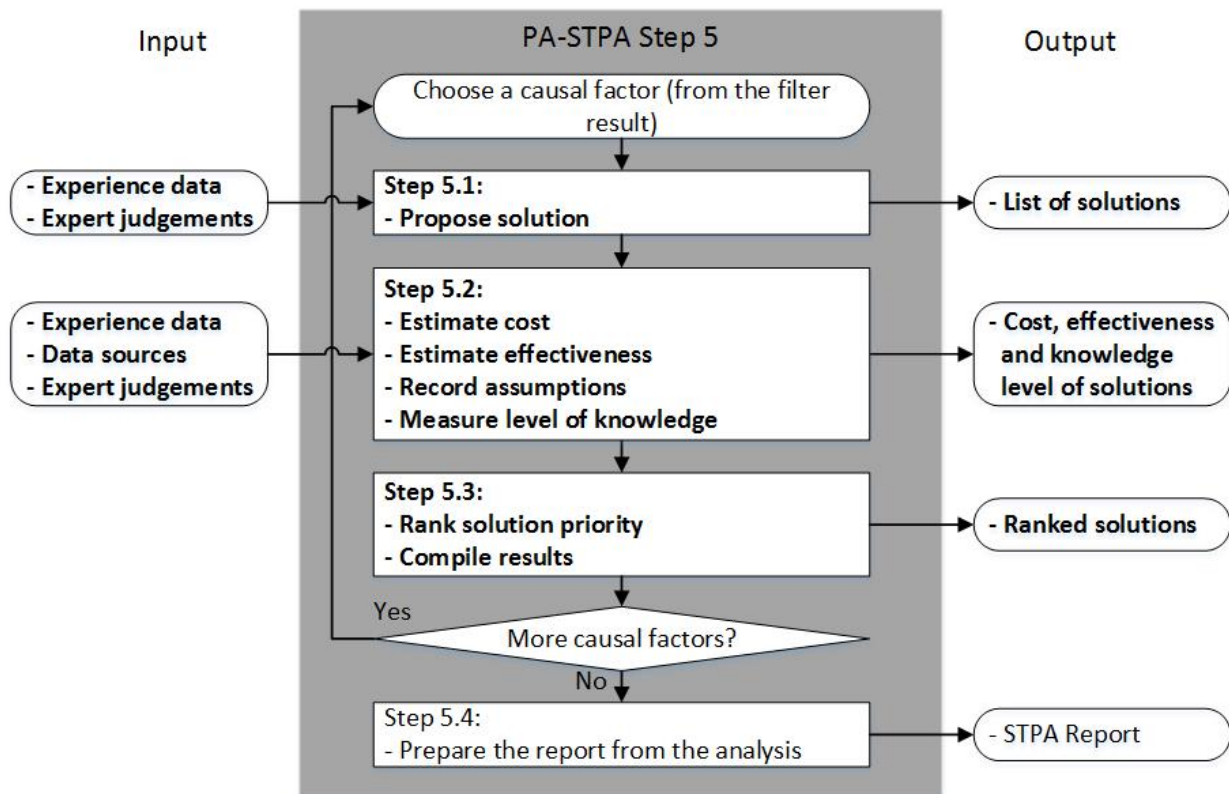 Input
PA-STPA Step 5
Output
Choose a causal factor (from the filter
result)
- Experience data
- Expert judgements
Step 5.1:
- Propose solution
- List of solutions
- Experience data
- Data sources
- Expert judgements
Step 5.2:
- Estimate cost
- Estimate effectiveness
- Record assumptions
- Measure level of knowledge
- Cost, effectiveness
and knowledge
level of solutions
Step 5.3:
- Rank solution priority
- Compile results
- Ranked solutions
Yes
More causal factors?
No
Step 5.4:
- Prepare the report from the analysis
- STPA Report